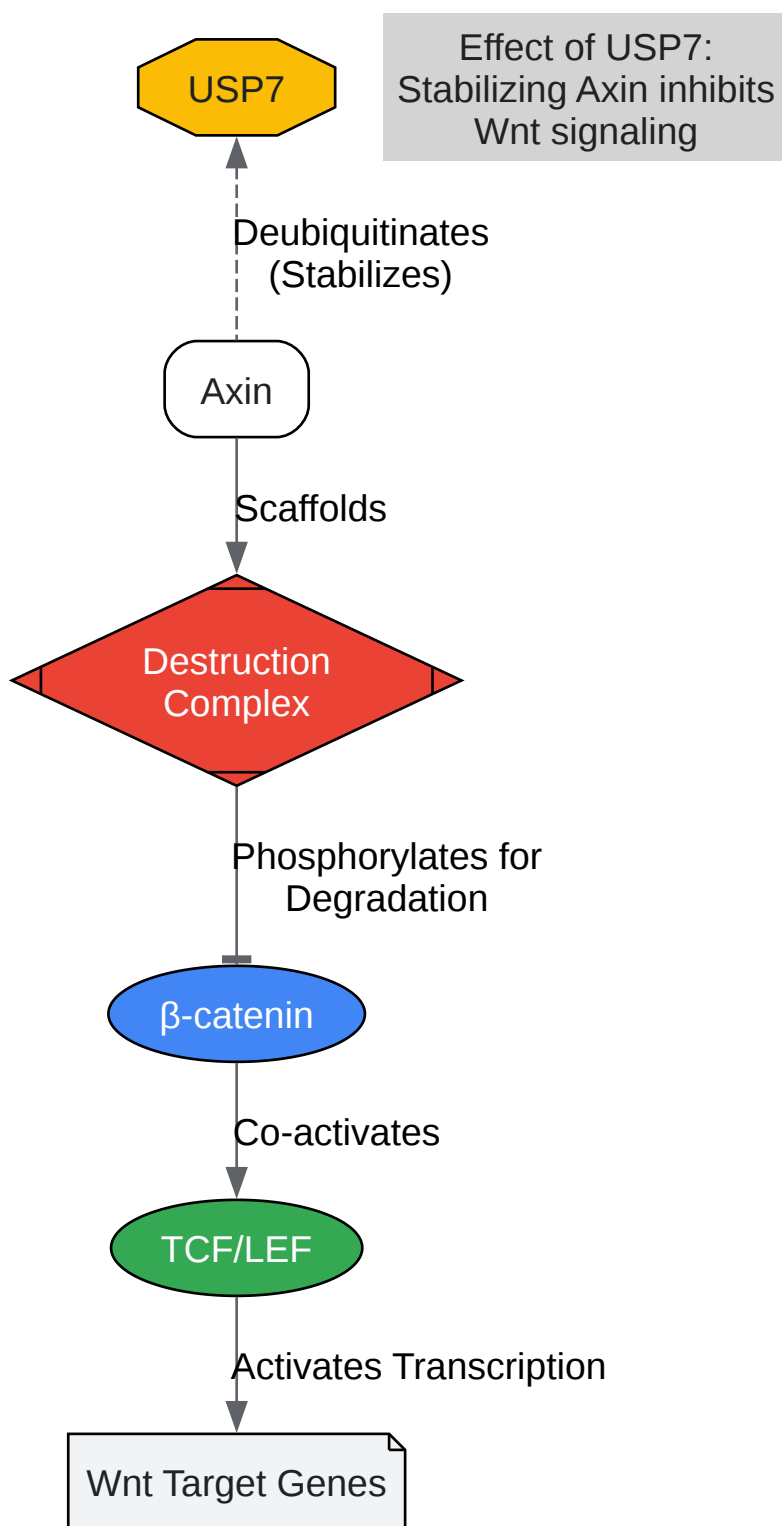 USP7
Effect of USP7:
Stabilizing Axin inhibits
Wnt signaling
Deubiquitinates
(Stabilizes)
Axin
Scaffolds
Destruction
Complex
Phosphorylates for
Degradation
β-catenin
Co-activates
TCF/LEF
Activates Transcription
Wnt Target Genes